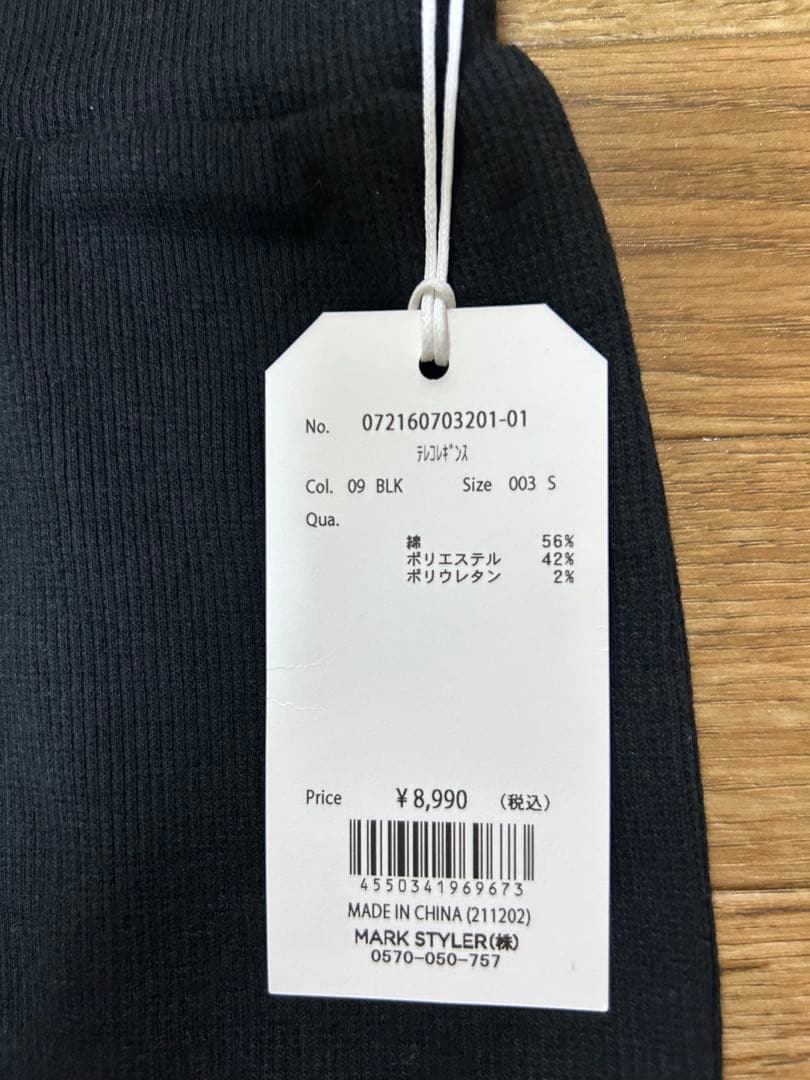 No. 072160703201-01
ﾃﾚｺﾚｷﾞﾝｽ
Col. 09 BLK Size 003 S
Qua.
綿 56%
ポリエステル 42%
ポリウレタン 2%
Price ¥8,990 (税込)
4550341969673
MADE IN CHINA (211202)
MARK STYLER(株)
0570-050-757